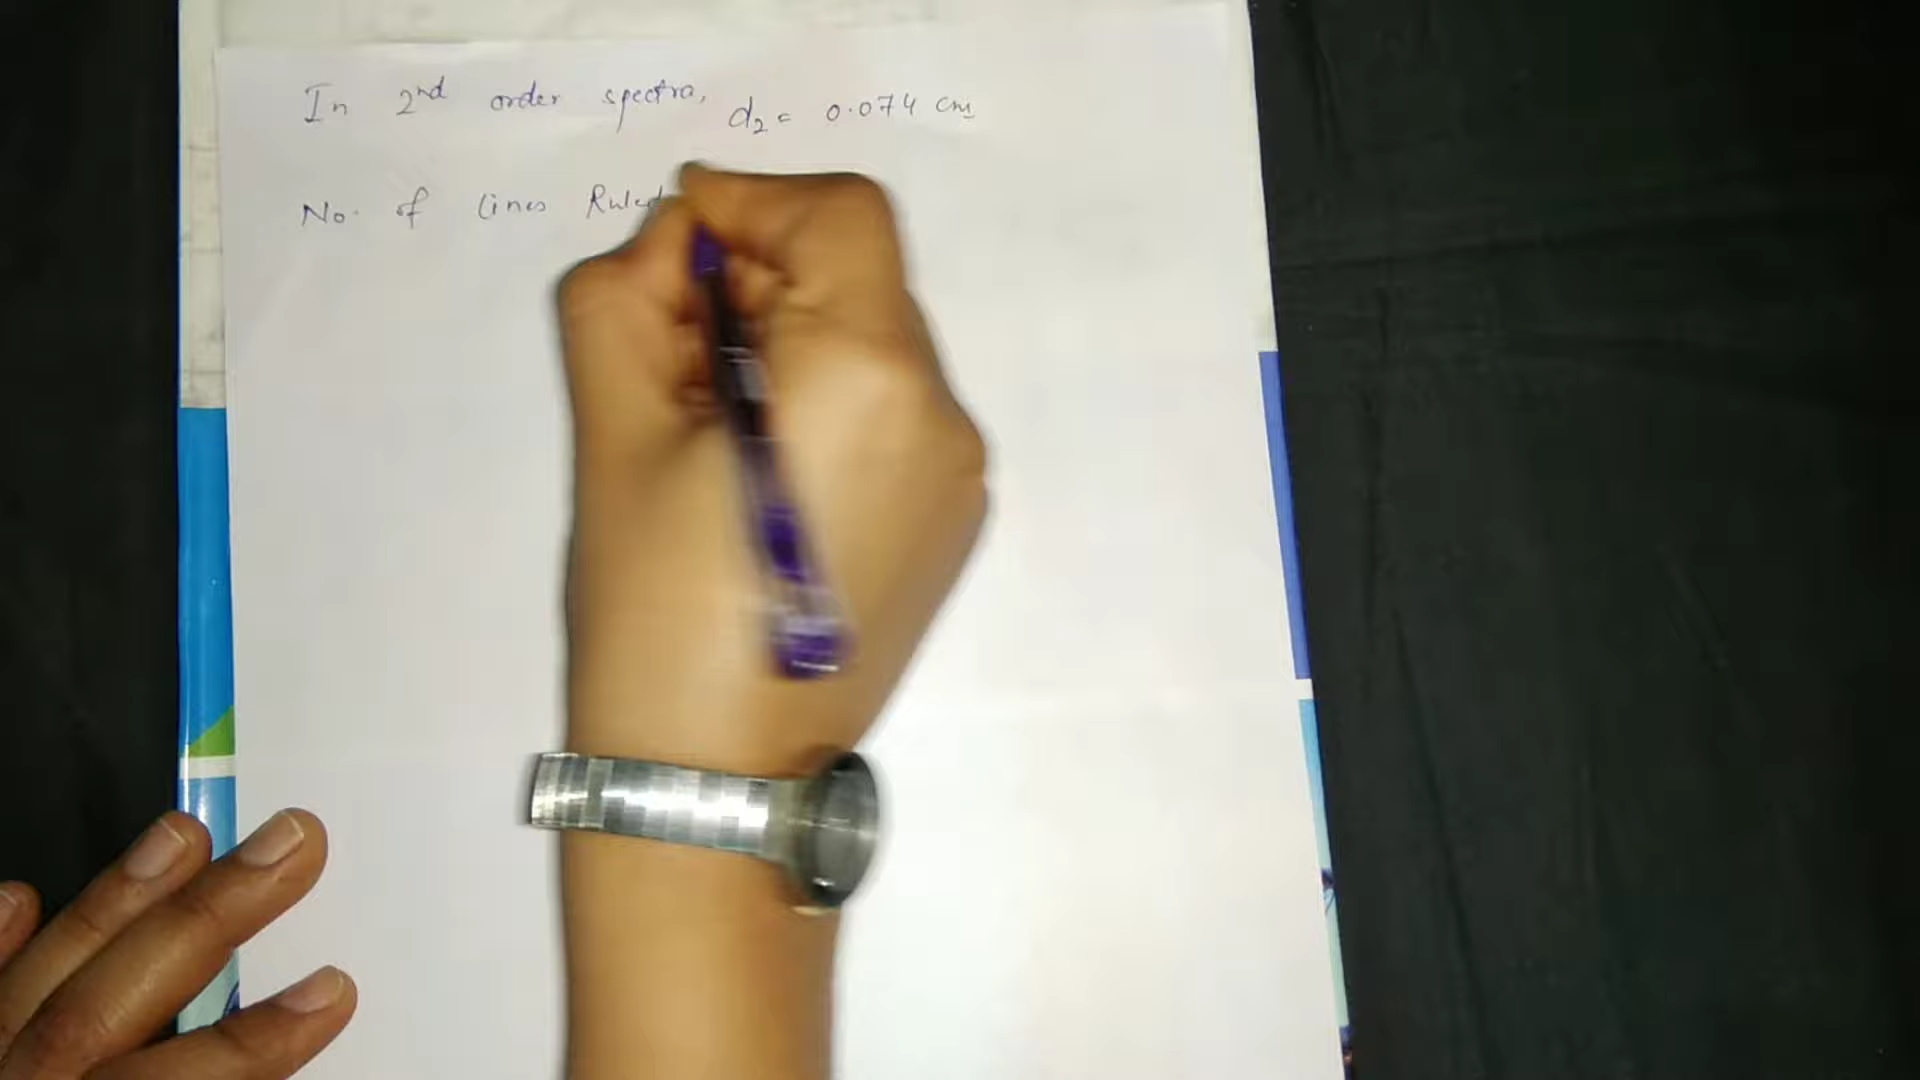 In 2nd order spectra, d2 = 0.074 cm
No. of lines Ruled